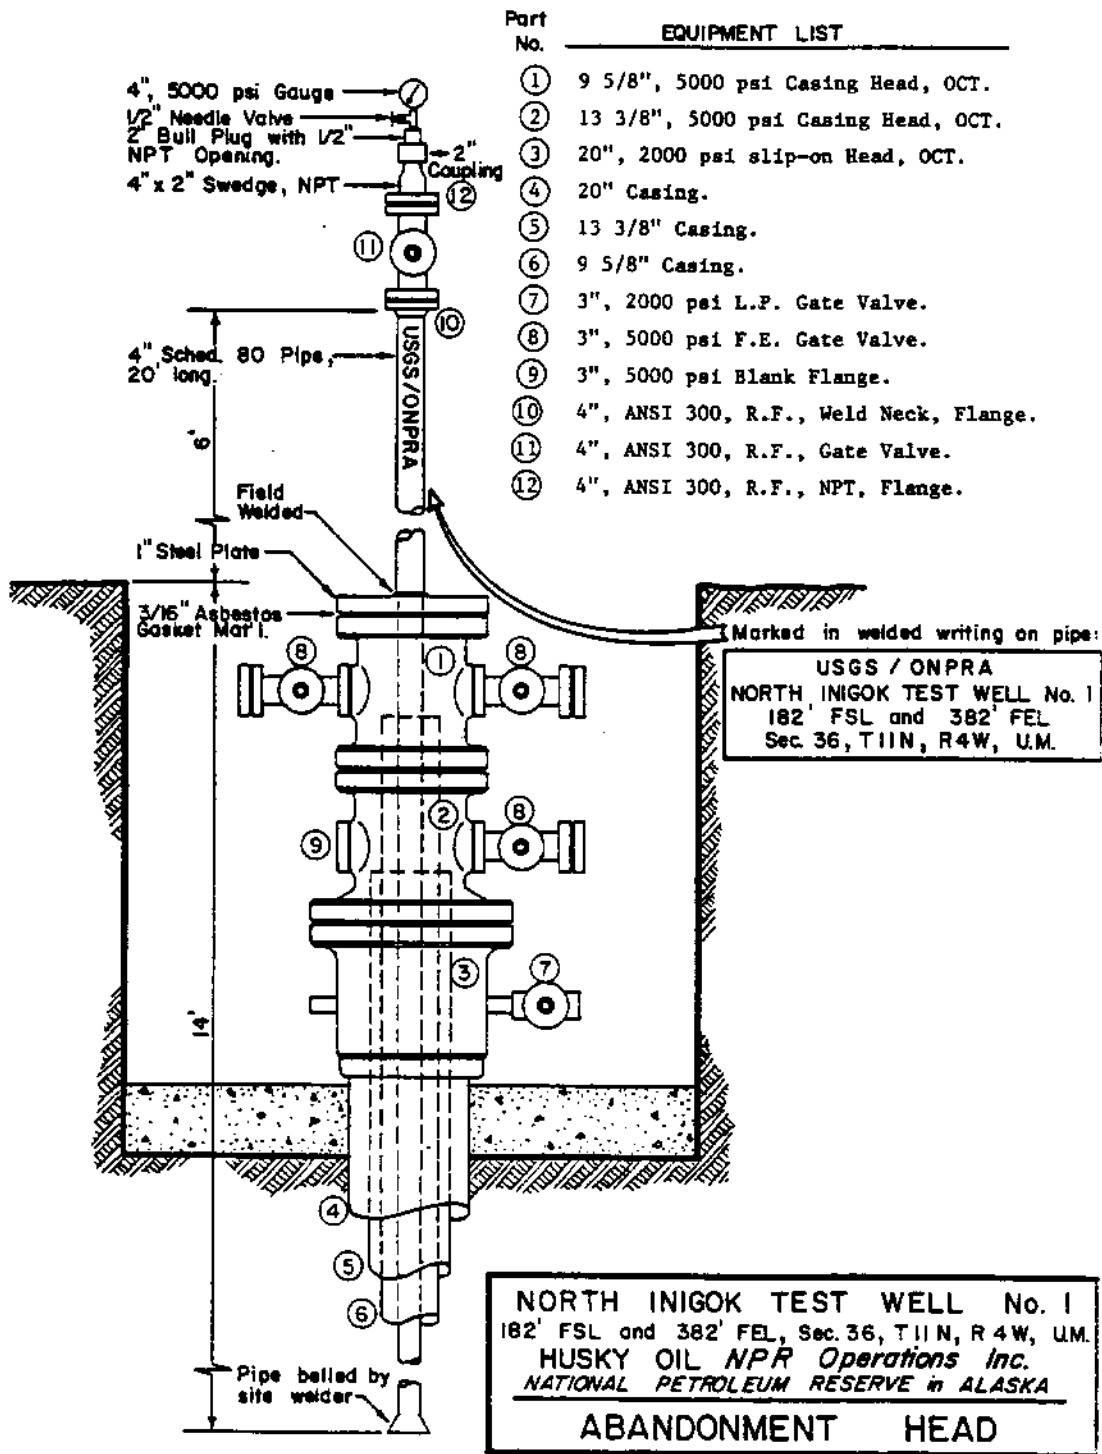 Part
No.
EQUIPMENT LIST
① 9 5/8", 5000 psi Casing Head, OCT.
② 13 3/8", 5000 psi Casing Head, OCT.
③ 20", 2000 psi slip-on Head, OCT.
④ 20" Casing.
⑤ 13 3/8" Casing.
⑥ 9 5/8" Casing.
⑦ 3", 2000 psi L.P. Gate Valve.
⑧ 3", 5000 psi F.E. Gate Valve.
⑨ 3", 5000 psi Blank Flange.
⑩ 4", ANSI 300, R.F., Weld Neck, Flange.
⑪ 4", ANSI 300, R.F., Gate Valve.
⑫ 4", ANSI 300, R.F., NPT, Flange.
4", 5000 psi Gauge
1/2" Needle Valve
2" Bull Plug with 1/2"
NPT Opening.
2"
Coupling
4" x 2" Swedge, NPT
⑫
⑪
⑩
4" Sched. 80 Pipe,
20' long.
USGS/ONPRA
6'
Field
Welded
1" Steel Plate
3/16" Asbestos
Gasket Mat'l.
Marked in welded writing on pipe:
USGS / ONPRA
NORTH INIGOK TEST WELL No. 1
182' FSL and 382' FEL
Sec. 36, T11N, R4W, U.M.
⑧
①
⑧
②
⑧
⑨
③
⑦
14'
④
⑤
⑥
Pipe belled by
site welder
NORTH INIGOK TEST WELL No. 1
182' FSL and 382' FEL, Sec. 36, T11N, R4W, U.M.
HUSKY OIL NPR Operations Inc.
NATIONAL PETROLEUM RESERVE in ALASKA
ABANDONMENT HEAD